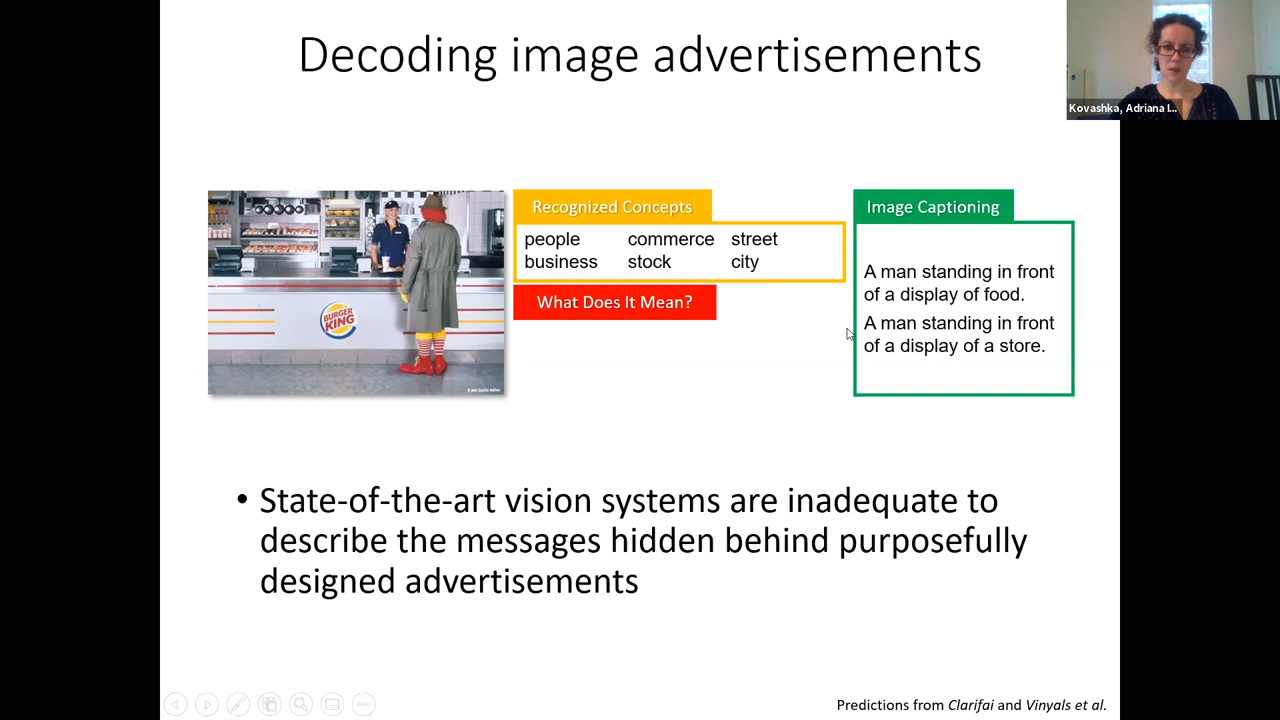 Decoding image advertisements
Kovashka, Adriana I...
Recognized Concepts
people commerce street
business stock city
What Does It Mean?
Image Captioning
A man standing in front
of a display of food.
A man standing in front
of a display of a store.
BURGER
KING
• State-of-the-art vision systems are inadequate to
describe the messages hidden behind purposefully
designed advertisements
Predictions from Clarifai and Vinyals et al.